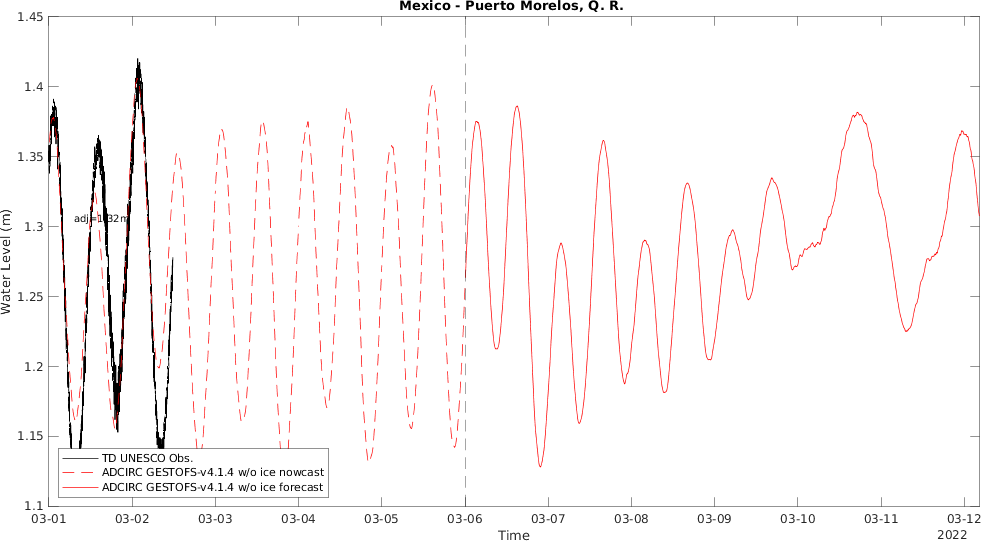 Mexico - Puerto Morelos, Q. R.
1.45
1.4
1.35
1.3
1.25
1.2
1.15
1.1
Water Level (m)
adj=1.32m
TD UNESCO Obs.
ADCIRC GESTOFS-v4.1.4 w/o ice nowcast
ADCIRC GESTOFS-v4.1.4 w/o ice forecast
03-01 03-02 03-03 03-04 03-05 03-06 03-07 03-08 03-09 03-10 03-11 03-12
Time
2022